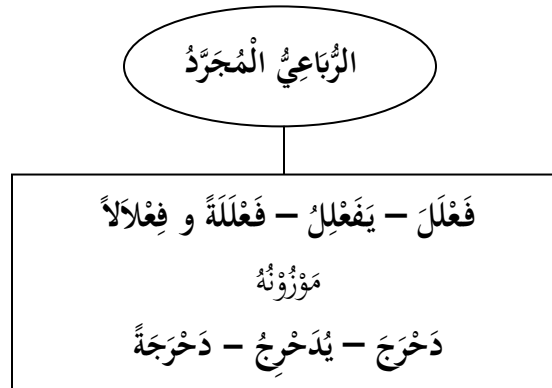 الرُّبَاعِيُّ الْمُجَرَّدُ
فَعْلَلَ – يَفَعْلِلُ – فَعْلَلَةً و فِعْلاَلاً
مَوْزُوْنُهُ
دَحْرَجَ – يُدَحْرِجُ – دَحْرَجَةً